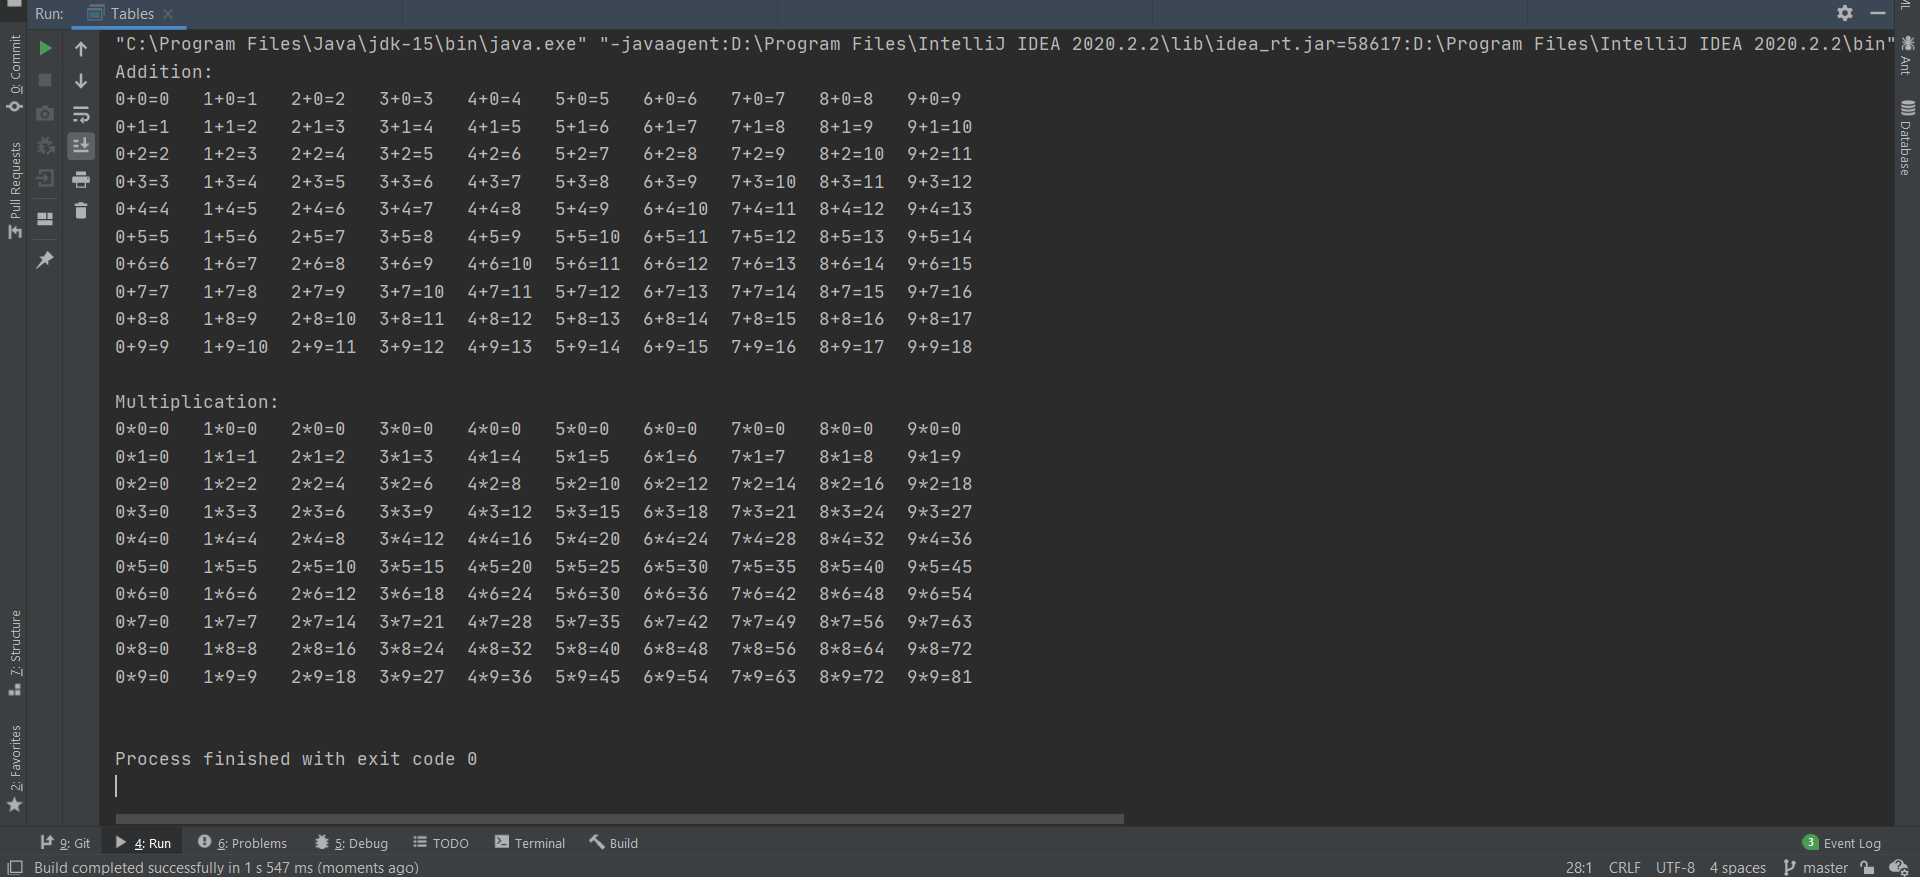 Run: Tables
"C:\Program Files\Java\jdk-15\bin\java.exe" "-javaagent:D:\Program Files\IntelliJ IDEA 2020.2.2\lib\idea_rt.jar=58617:D:\Program Files\IntelliJ IDEA 2020.2.2\bin"
Addition:
0+0=0 1+0=1 2+0=2 3+0=3 4+0=4 5+0=5 6+0=6 7+0=7 8+0=8 9+0=9
0+1=1 1+1=2 2+1=3 3+1=4 4+1=5 5+1=6 6+1=7 7+1=8 8+1=9 9+1=10
0+2=2 1+2=3 2+2=4 3+2=5 4+2=6 5+2=7 6+2=8 7+2=9 8+2=10 9+2=11
0+3=3 1+3=4 2+3=5 3+3=6 4+3=7 5+3=8 6+3=9 7+3=10 8+3=11 9+3=12
0+4=4 1+4=5 2+4=6 3+4=7 4+4=8 5+4=9 6+4=10 7+4=11 8+4=12 9+4=13
0+5=5 1+5=6 2+5=7 3+5=8 4+5=9 5+5=10 6+5=11 7+5=12 8+5=13 9+5=14
0+6=6 1+6=7 2+6=8 3+6=9 4+6=10 5+6=11 6+6=12 7+6=13 8+6=14 9+6=15
0+7=7 1+7=8 2+7=9 3+7=10 4+7=11 5+7=12 6+7=13 7+7=14 8+7=15 9+7=16
0+8=8 1+8=9 2+8=10 3+8=11 4+8=12 5+8=13 6+8=14 7+8=15 8+8=16 9+8=17
0+9=9 1+9=10 2+9=11 3+9=12 4+9=13 5+9=14 6+9=15 7+9=16 8+9=17 9+9=18
Multiplication:
0*0=0 1*0=0 2*0=0 3*0=0 4*0=0 5*0=0 6*0=0 7*0=0 8*0=0 9*0=0
0*1=0 1*1=1 2*1=2 3*1=3 4*1=4 5*1=5 6*1=6 7*1=7 8*1=8 9*1=9
0*2=0 1*2=2 2*2=4 3*2=6 4*2=8 5*2=10 6*2=12 7*2=14 8*2=16 9*2=18
0*3=0 1*3=3 2*3=6 3*3=9 4*3=12 5*3=15 6*3=18 7*3=21 8*3=24 9*3=27
0*4=0 1*4=4 2*4=8 3*4=12 4*4=16 5*4=20 6*4=24 7*4=28 8*4=32 9*4=36
0*5=0 1*5=5 2*5=10 3*5=15 4*5=20 5*5=25 6*5=30 7*5=35 8*5=40 9*5=45
0*6=0 1*6=6 2*6=12 3*6=18 4*6=24 5*6=30 6*6=36 7*6=42 8*6=48 9*6=54
0*7=0 1*7=7 2*7=14 3*7=21 4*7=28 5*7=35 6*7=42 7*7=49 8*7=56 9*7=63
0*8=0 1*8=8 2*8=16 3*8=24 4*8=32 5*8=40 6*8=48 7*8=56 8*8=64 9*8=72
0*9=0 1*9=9 2*9=18 3*9=27 4*9=36 5*9=45 6*9=54 7*9=63 8*9=72 9*9=81
Process finished with exit code 0
0: Commit
Pull Requests
7: Structure
2: Favorites
Ant
Database
9: Git 4: Run 6: Problems 5: Debug TODO Terminal Build 3 Event Log
Build completed successfully in 1 s 547 ms (moments ago) 28:1 CRLF UTF-8 4 spaces master